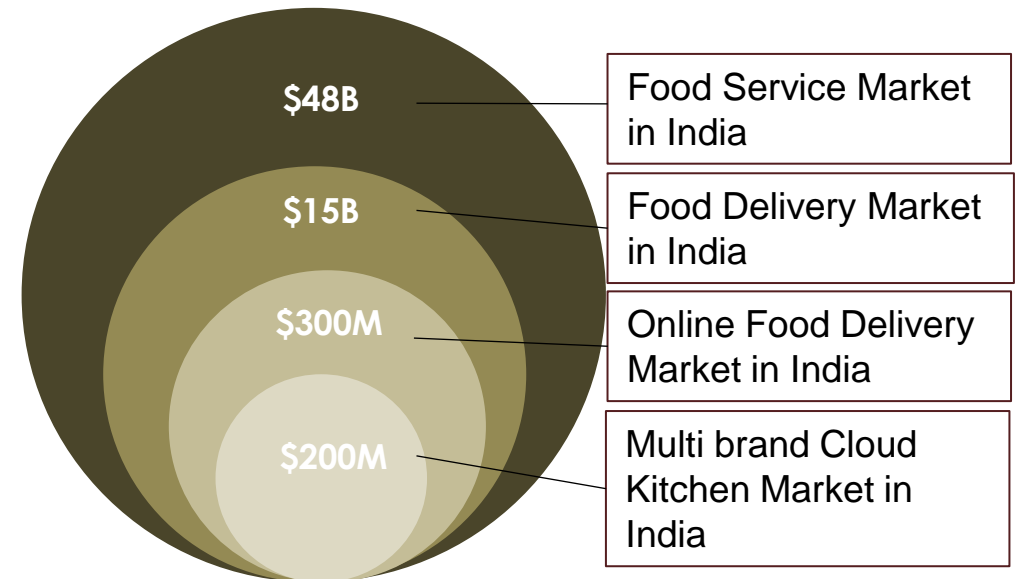 $48B
Food Service Market
in India
$15B
Food Delivery Market
in India
$300M
Online Food Delivery
Market in India
$200M
Multi brand Cloud
Kitchen Market in
India